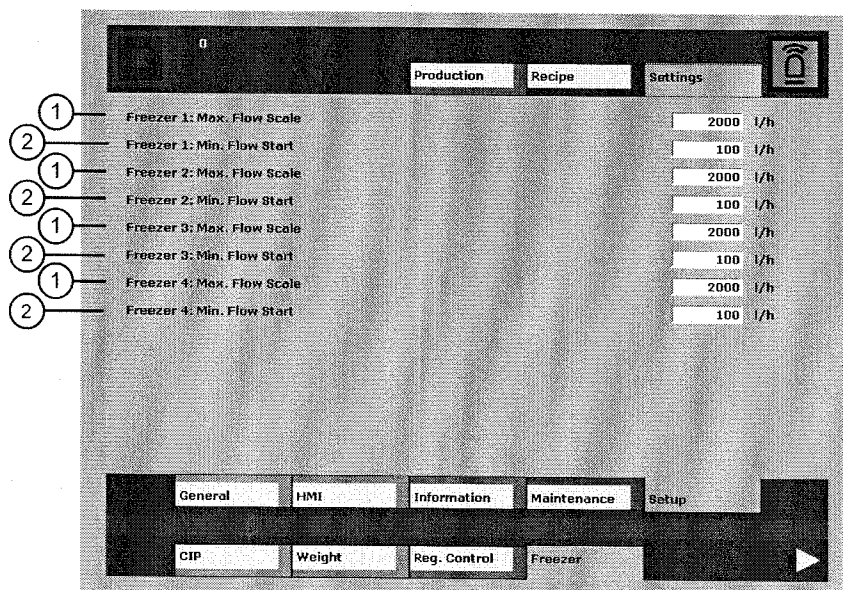 0
Production Recipe Settings
1 Freezer 1: Max. Flow Scale 2000 l/h
2 Freezer 1: Min. Flow Start 100 l/h
1 Freezer 2: Max. Flow Scale 2000 l/h
2 Freezer 2: Min. Flow Start 100 l/h
1 Freezer 3: Max. Flow Scale 2000 l/h
2 Freezer 3: Min. Flow Start 100 l/h
1 Freezer 4: Max. Flow Scale 2000 l/h
2 Freezer 4: Min. Flow Start 100 l/h
General HMI Information Maintenance Setup
CIP Weight Reg. Control Freezer